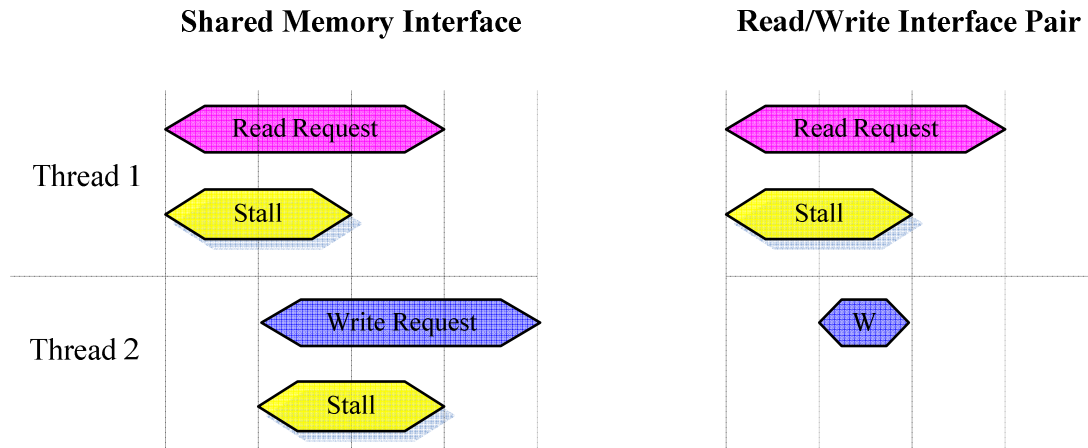 Shared Memory Interface
Read/Write Interface Pair
Thread 1
Read Request
Stall
Read Request
Stall
Thread 2
Write Request
Stall
W